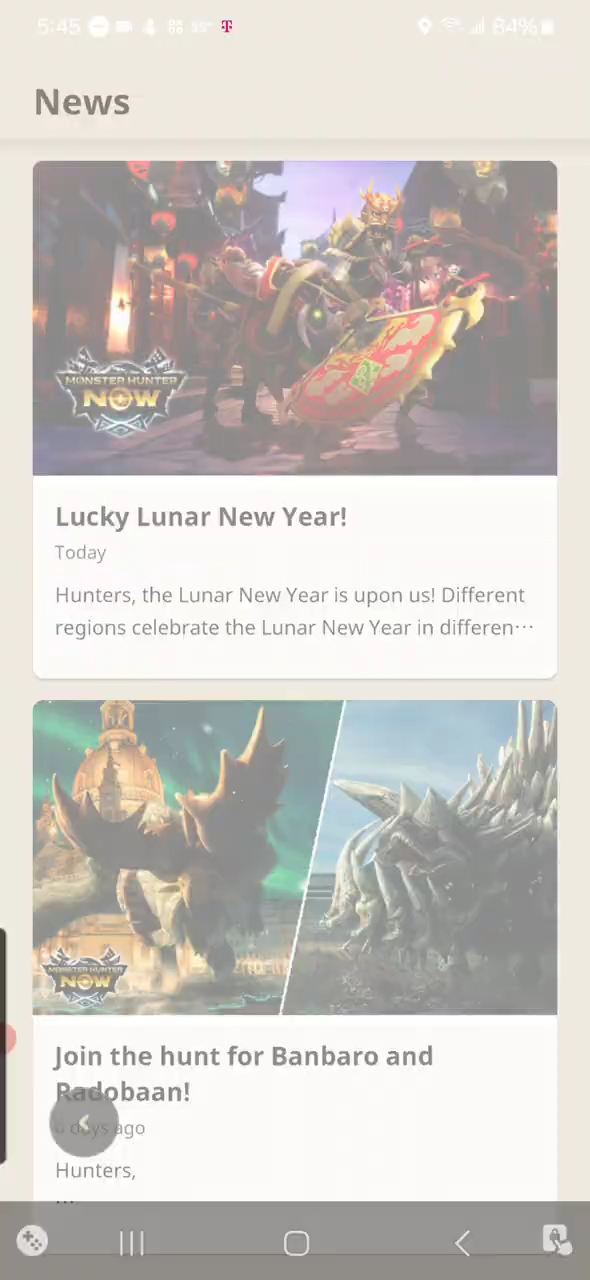 5:45
84%
News
MONSTER HUNTER
NOW
Lucky Lunar New Year!
Today
Hunters, the Lunar New Year is upon us! Different
regions celebrate the Lunar New Year in differen···
MONSTER HUNTER
NOW
Join the hunt for Banbaro and
Radobaan!
days ago
Hunters,
...